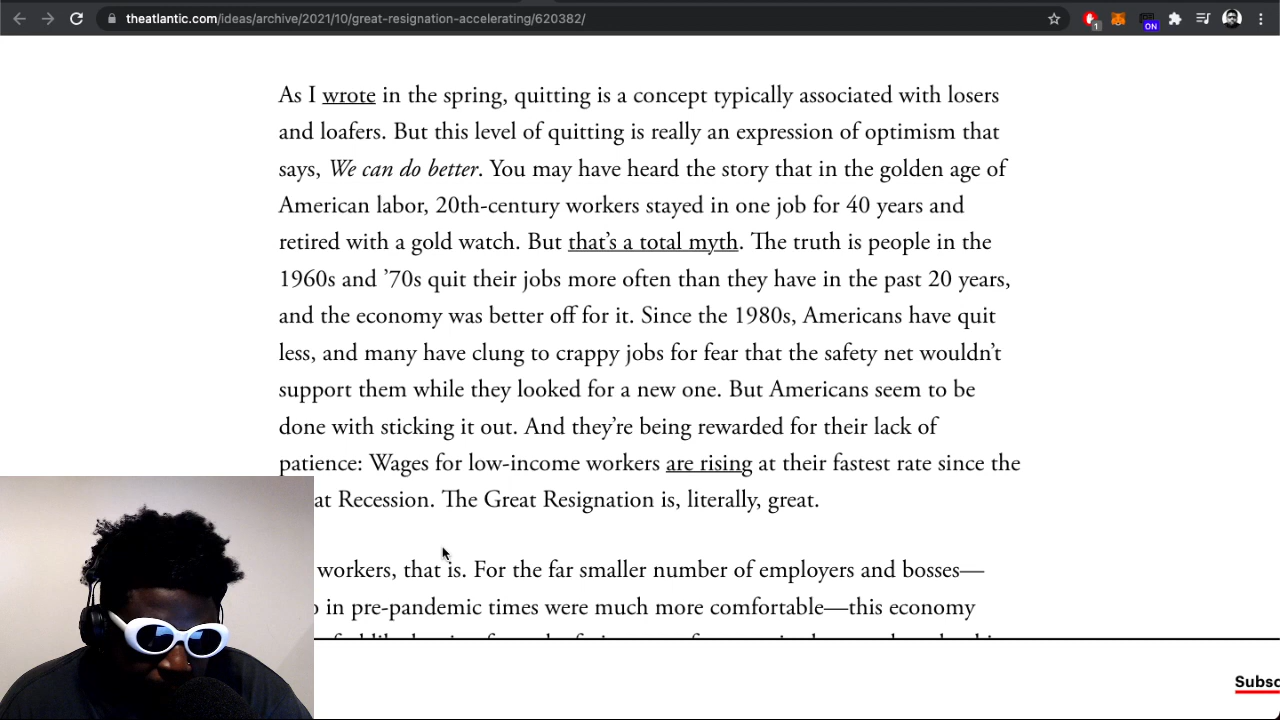 theatlantic.com/ideas/archive/2021/10/great-resignation-accelerating/620382/
1
ON
As I wrote in the spring, quitting is a concept typically associated with losers
and loafers. But this level of quitting is really an expression of optimism that
says, We can do better. You may have heard the story that in the golden age of
American labor, 20th-century workers stayed in one job for 40 years and
retired with a gold watch. But that’s a total myth. The truth is people in the
1960s and ’70s quit their jobs more often than they have in the past 20 years,
and the economy was better off for it. Since the 1980s, Americans have quit
less, and many have clung to crappy jobs for fear that the safety net wouldn’t
support them while they looked for a new one. But Americans seem to be
done with sticking it out. And they’re being rewarded for their lack of
patience: Wages for low-income workers are rising at their fastest rate since the
at Recession. The Great Resignation is, literally, great.
workers, that is. For the far smaller number of employers and bosses—
in pre-pandemic times were much more comfortable—this economy
Subsc